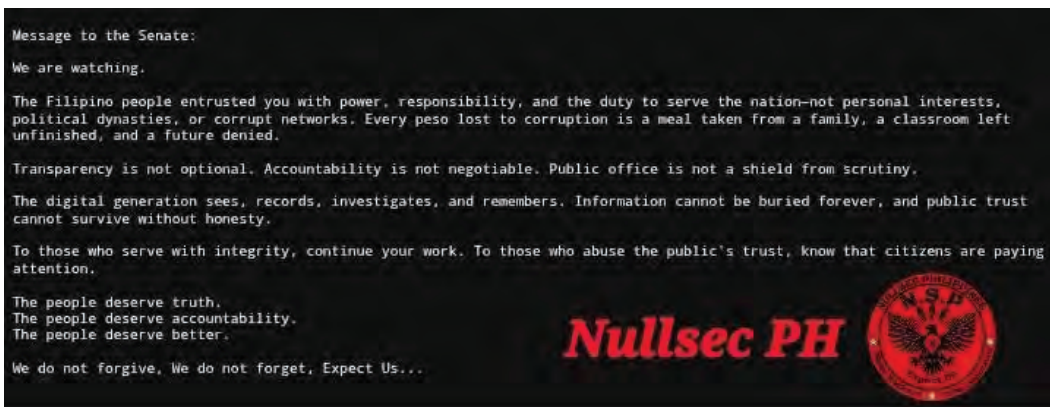 Message to the Senate:
We are watching.
The Filipino people entrusted you with power, responsibility, and the duty to serve the nation—not personal interests,
political dynasties, or corrupt networks. Every peso lost to corruption is a meal taken from a family, a classroom left
unfinished, and a future denied.
Transparency is not optional. Accountability is not negotiable. Public office is not a shield from scrutiny.
The digital generation sees, records, investigates, and remembers. Information cannot be buried forever, and public trust
cannot survive without honesty.
To those who serve with integrity, continue your work. To those who abuse the public's trust, know that citizens are paying
attention.
The people deserve truth.
The people deserve accountability.
The people deserve better.
We do not forgive, We do not forget, Expect Us...
Nullsec PH
NSP